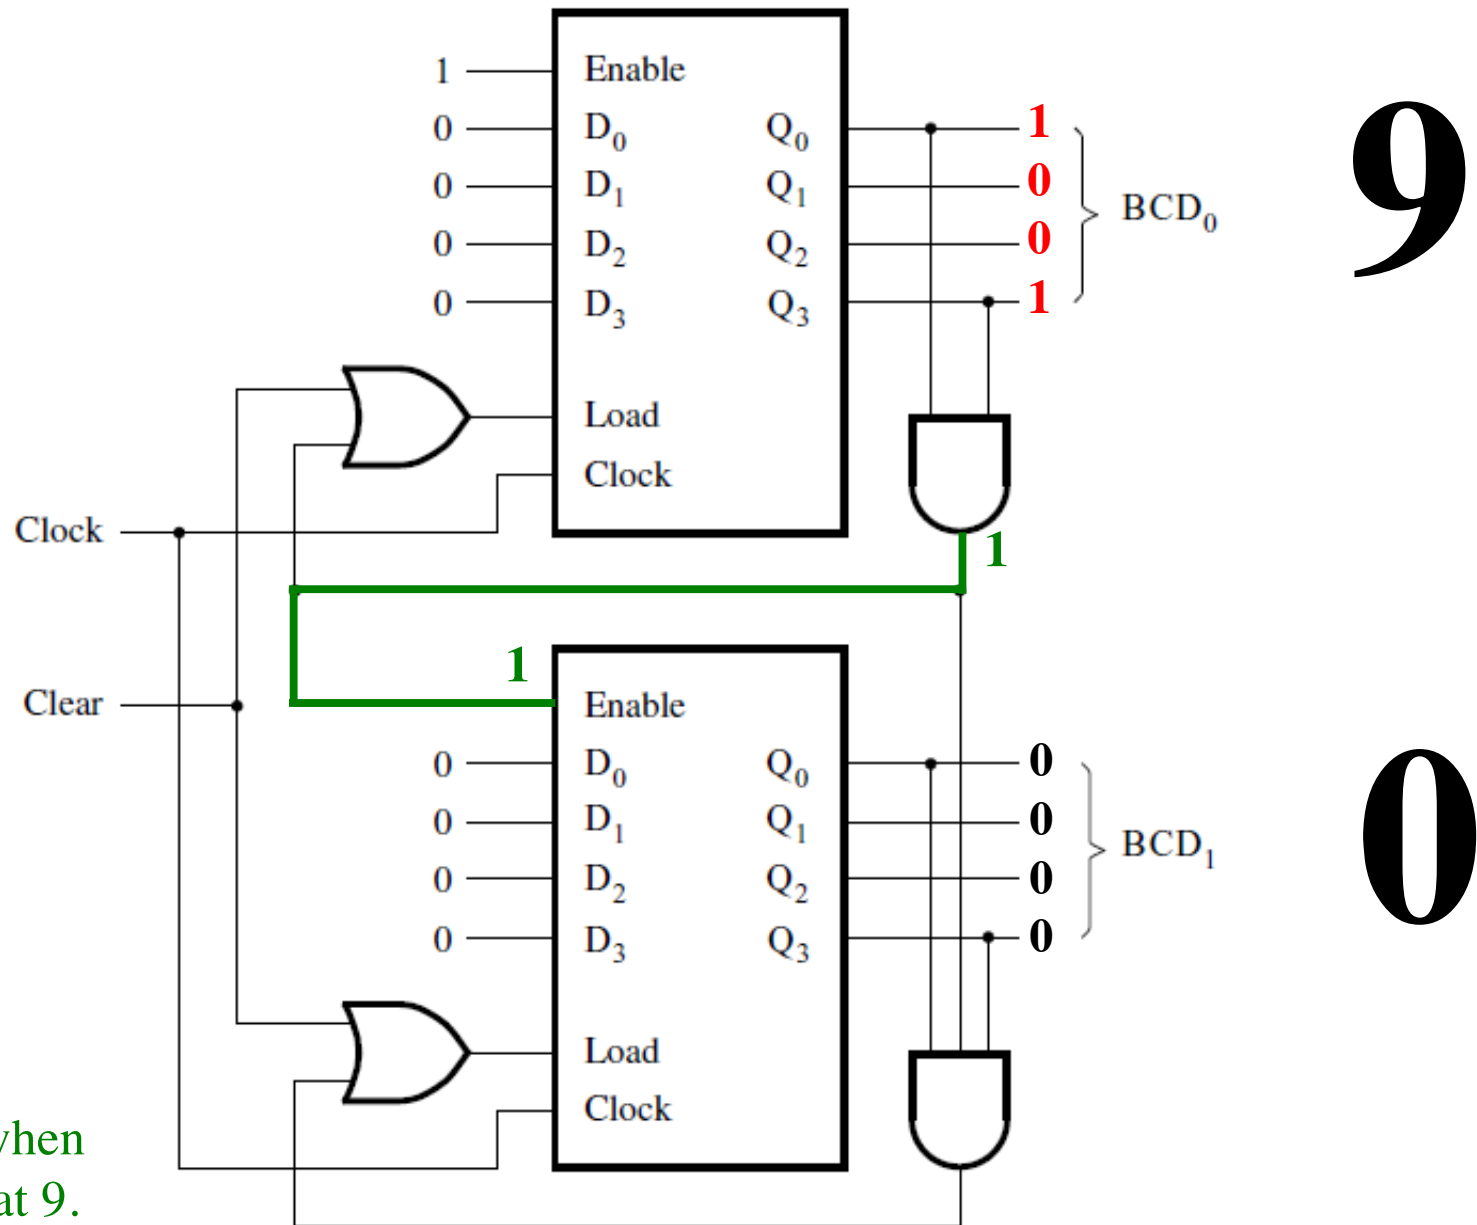 1 Enable
0 D0 Q0 1
0 D1 Q1 0
0 D2 Q2 0
0 D3 Q3 1
BCD0
9
Load
Clock
Clock
1
1
Clear
Enable
0 D0 Q0 0
0 D1 Q1 0
0 D2 Q2 0
0 D3 Q3 0
BCD1
0
Load
Clock
at 9.